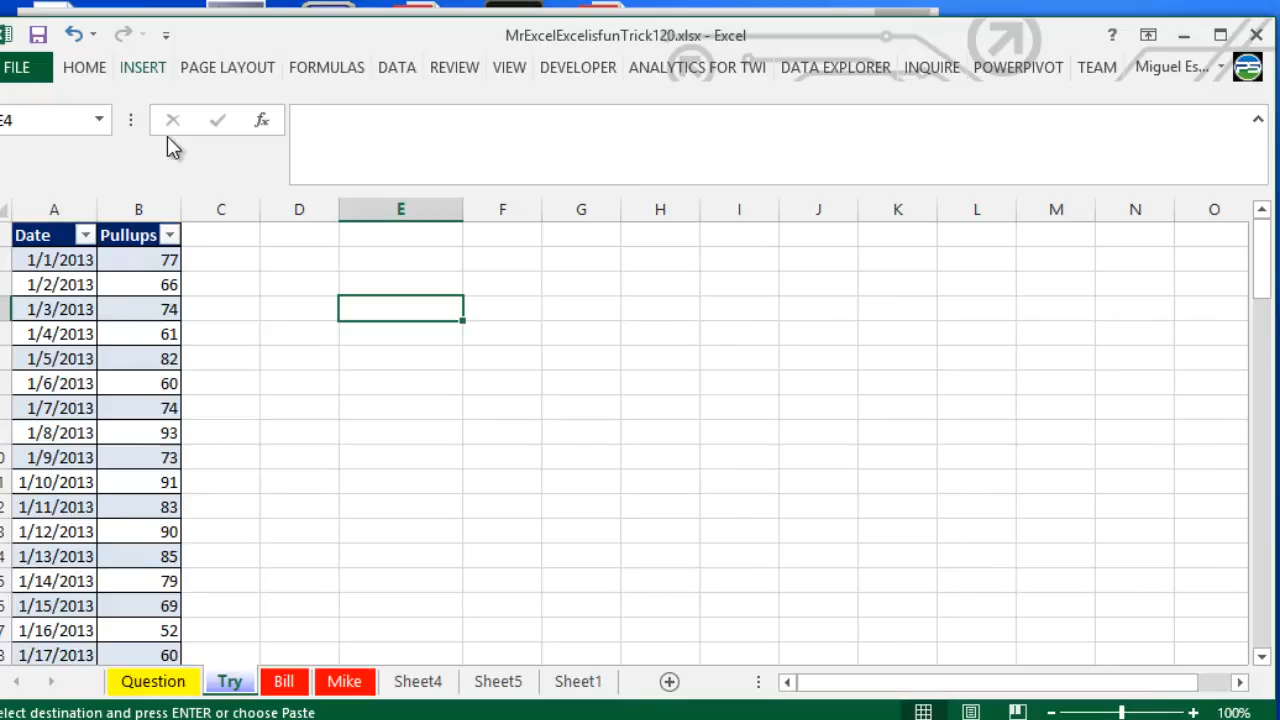 MrExcelExcelisfunTrick120.xlsx - Excel
?
FILE HOME INSERT PAGE LAYOUT FORMULAS DATA REVIEW VIEW DEVELOPER ANALYTICS FOR TWI DATA EXPLORER INQUIRE POWERPIVOT TEAM Miguel Es...
E4 fx
A B C D E F G H I J K L M N O
Date Pullups
1/1/2013 77
1/2/2013 66
1/3/2013 74
1/4/2013 61
1/5/2013 82
1/6/2013 60
1/7/2013 74
1/8/2013 93
1/9/2013 73
1/10/2013 91
1/11/2013 83
1/12/2013 90
1/13/2013 85
1/14/2013 79
1/15/2013 69
1/16/2013 52
1/17/2013 60
Question Try Bill Mike Sheet4 Sheet5 Sheet1
elect destination and press ENTER or choose Paste 100%